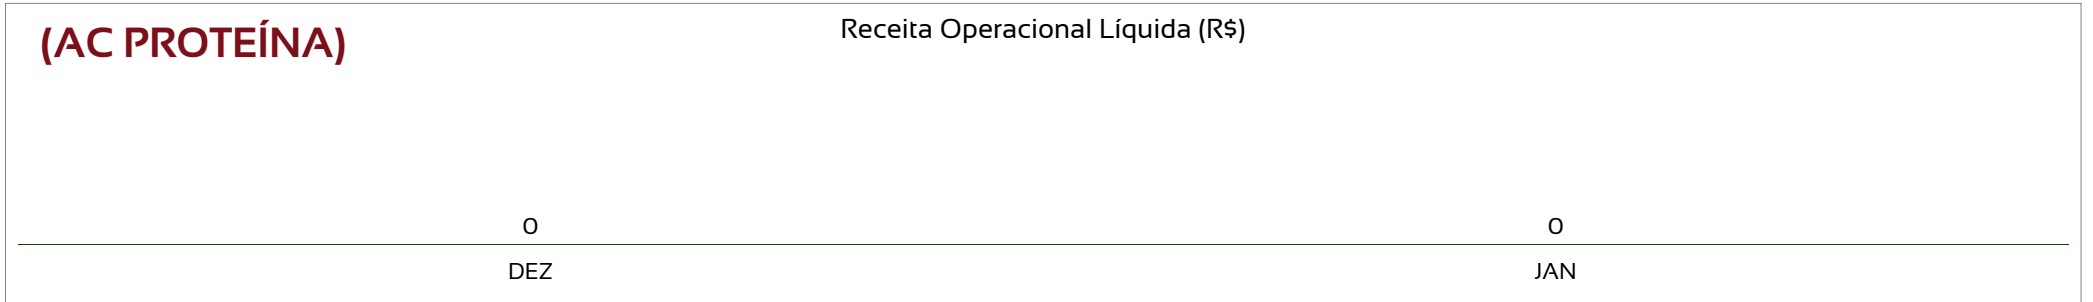 (AC PROTEÍNA)
Receita Operacional Líquida (R$)
0 0
DEZ JAN